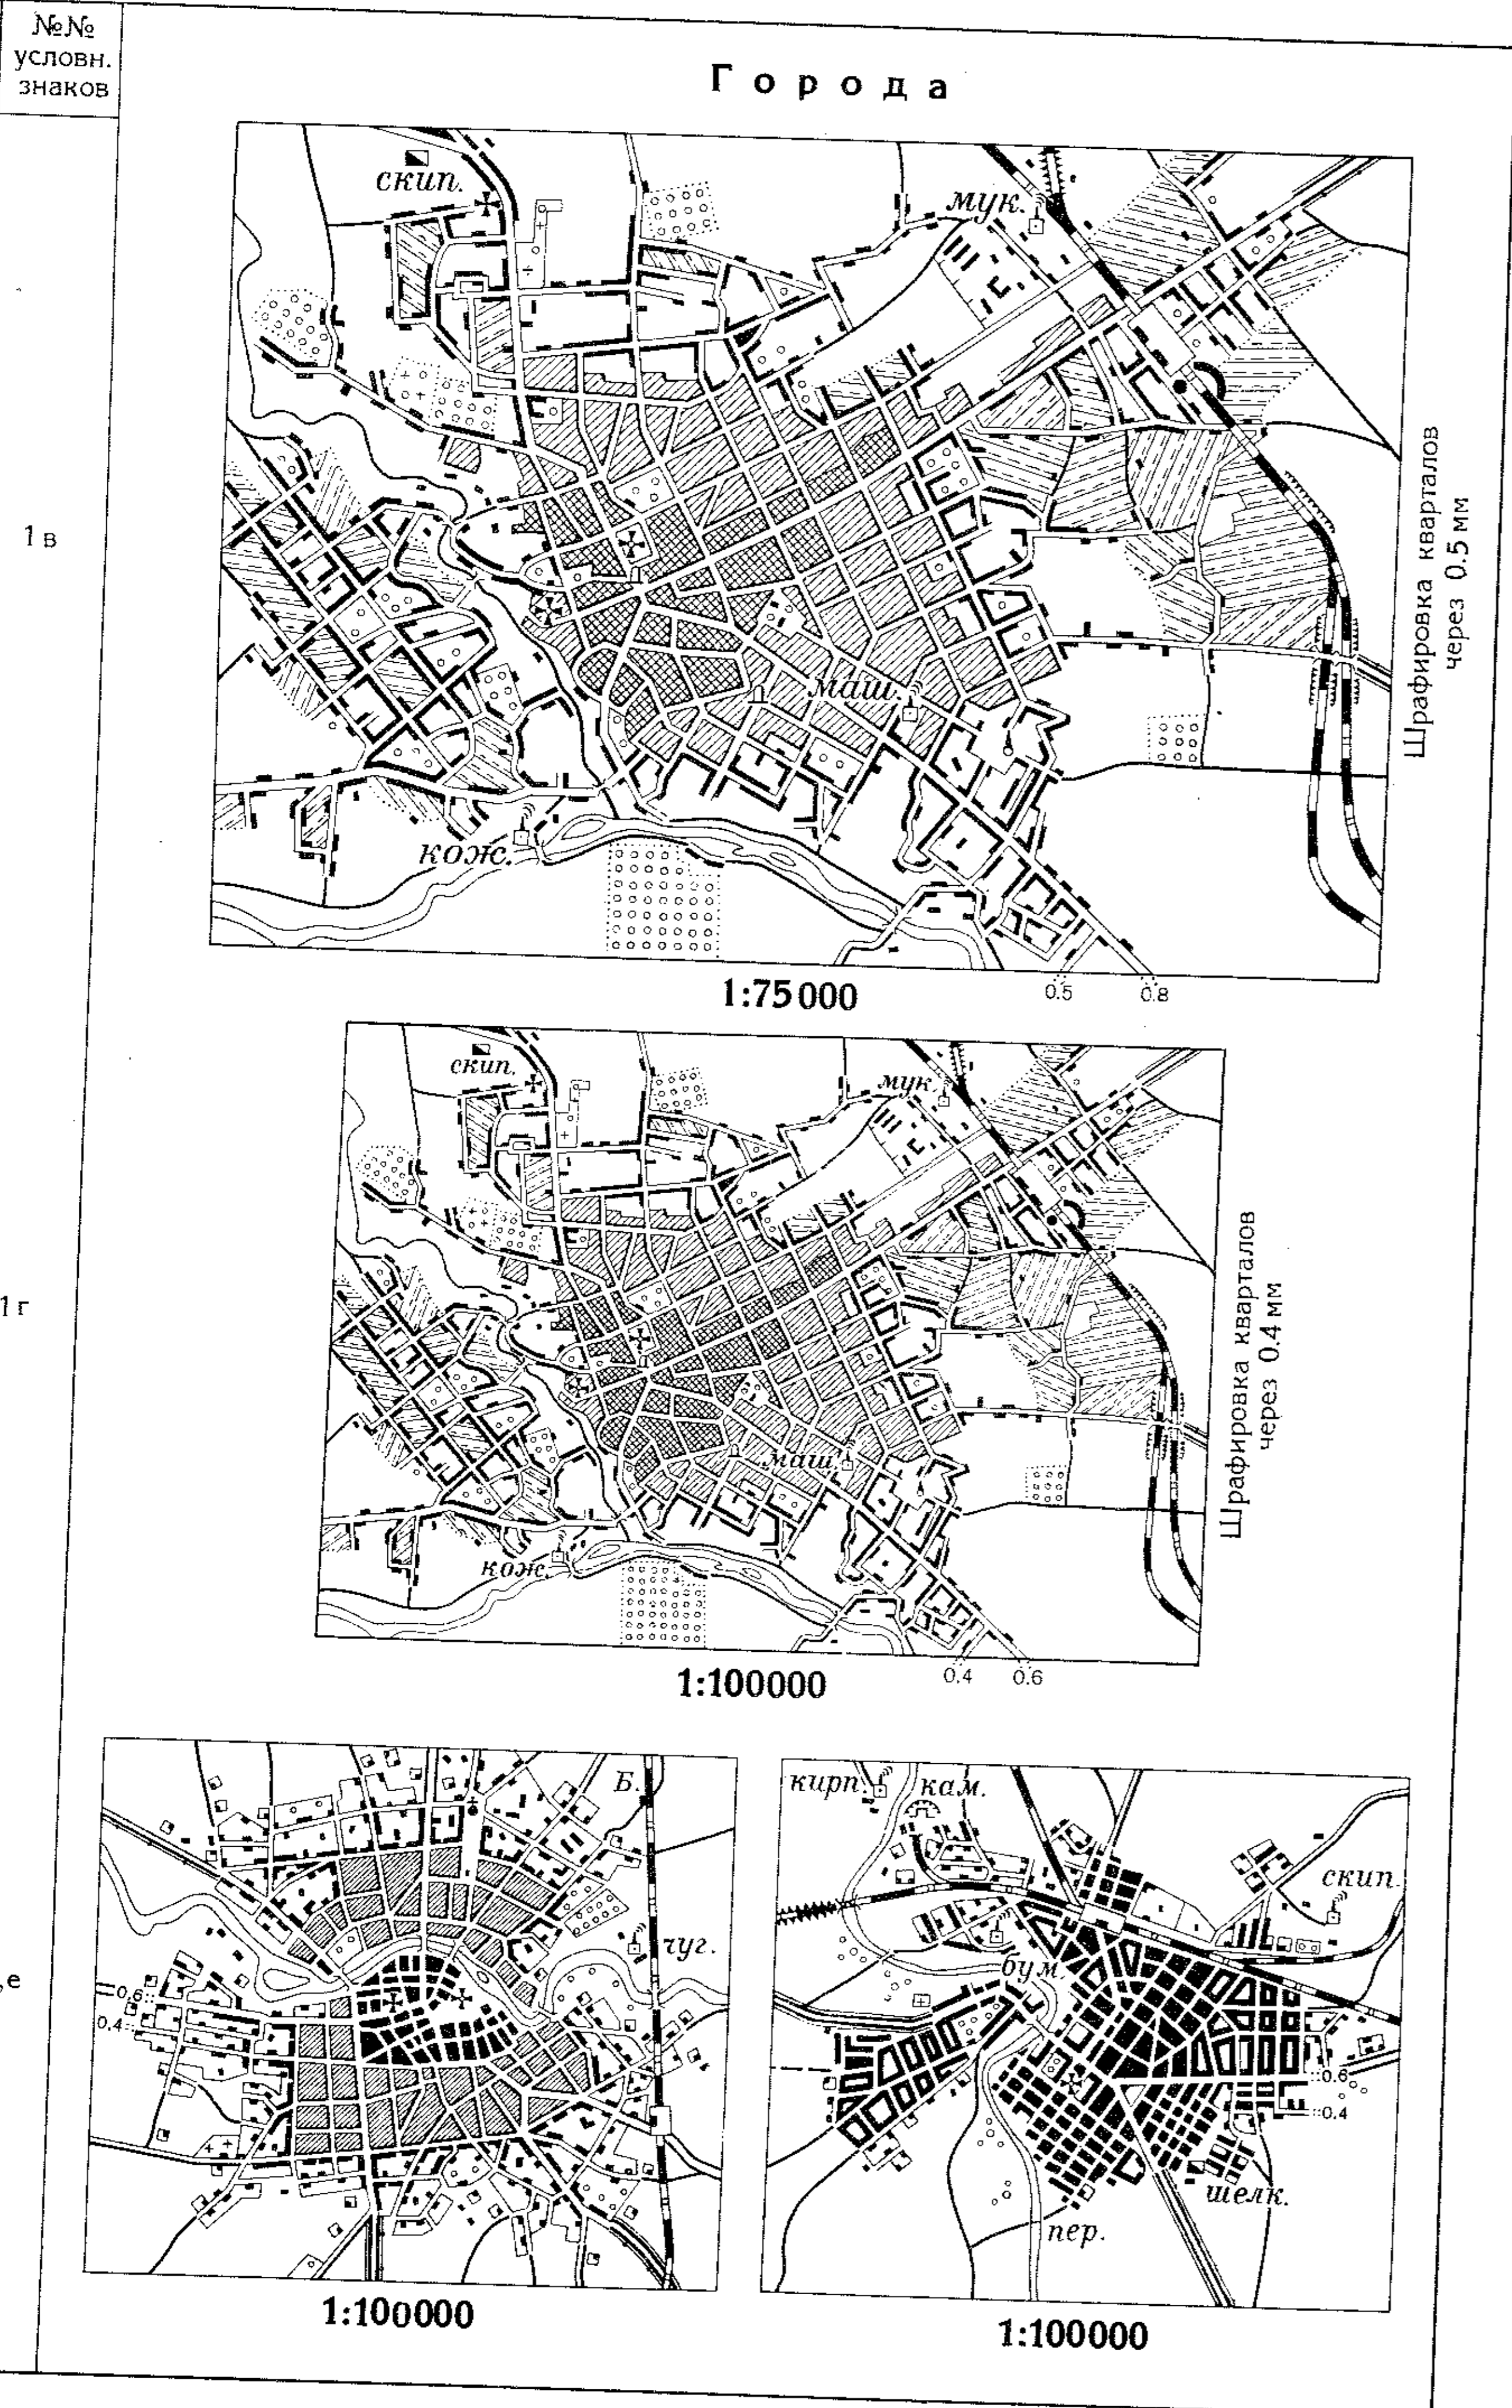 №№
условн.
знаков
Города
1в
скип.
мук.
маш.
кож.
Шрафировка кварталов
через 0.5 мм
1:75000
0.5
0.8
1г
скип.
мук.
маш.
кож.
Шрафировка кварталов
через 0.4 мм
1:100000
0.4
0.6
,е
Б.
чуг.
0.6
0.4
1:100000
кирп.
кам.
скип.
бум.
0.6
0.4
шелк.
пер.
1:100000